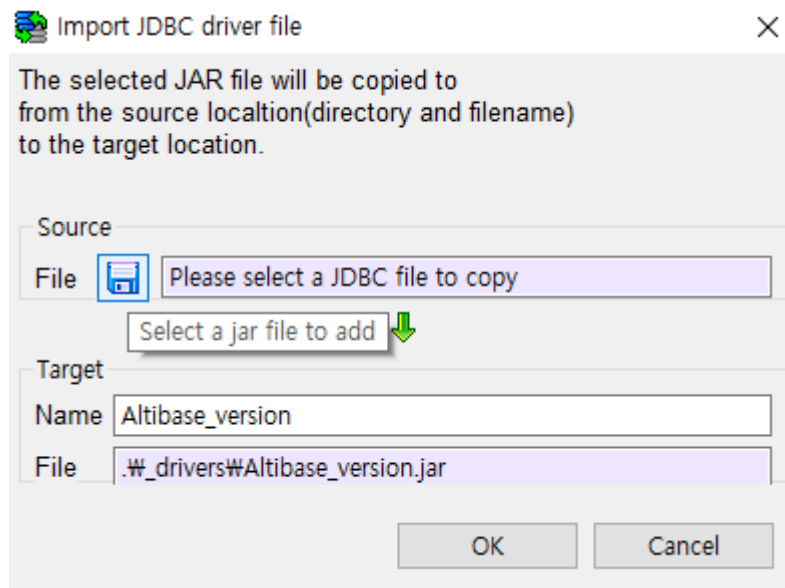 Import JDBC driver file
The selected JAR file will be copied to
from the source localtion(directory and filename)
to the target location.
Source
File Please select a JDBC file to copy
Select a jar file to add
Target
Name Altibase_version
File .₩_drivers₩Altibase_version.jar
OK Cancel